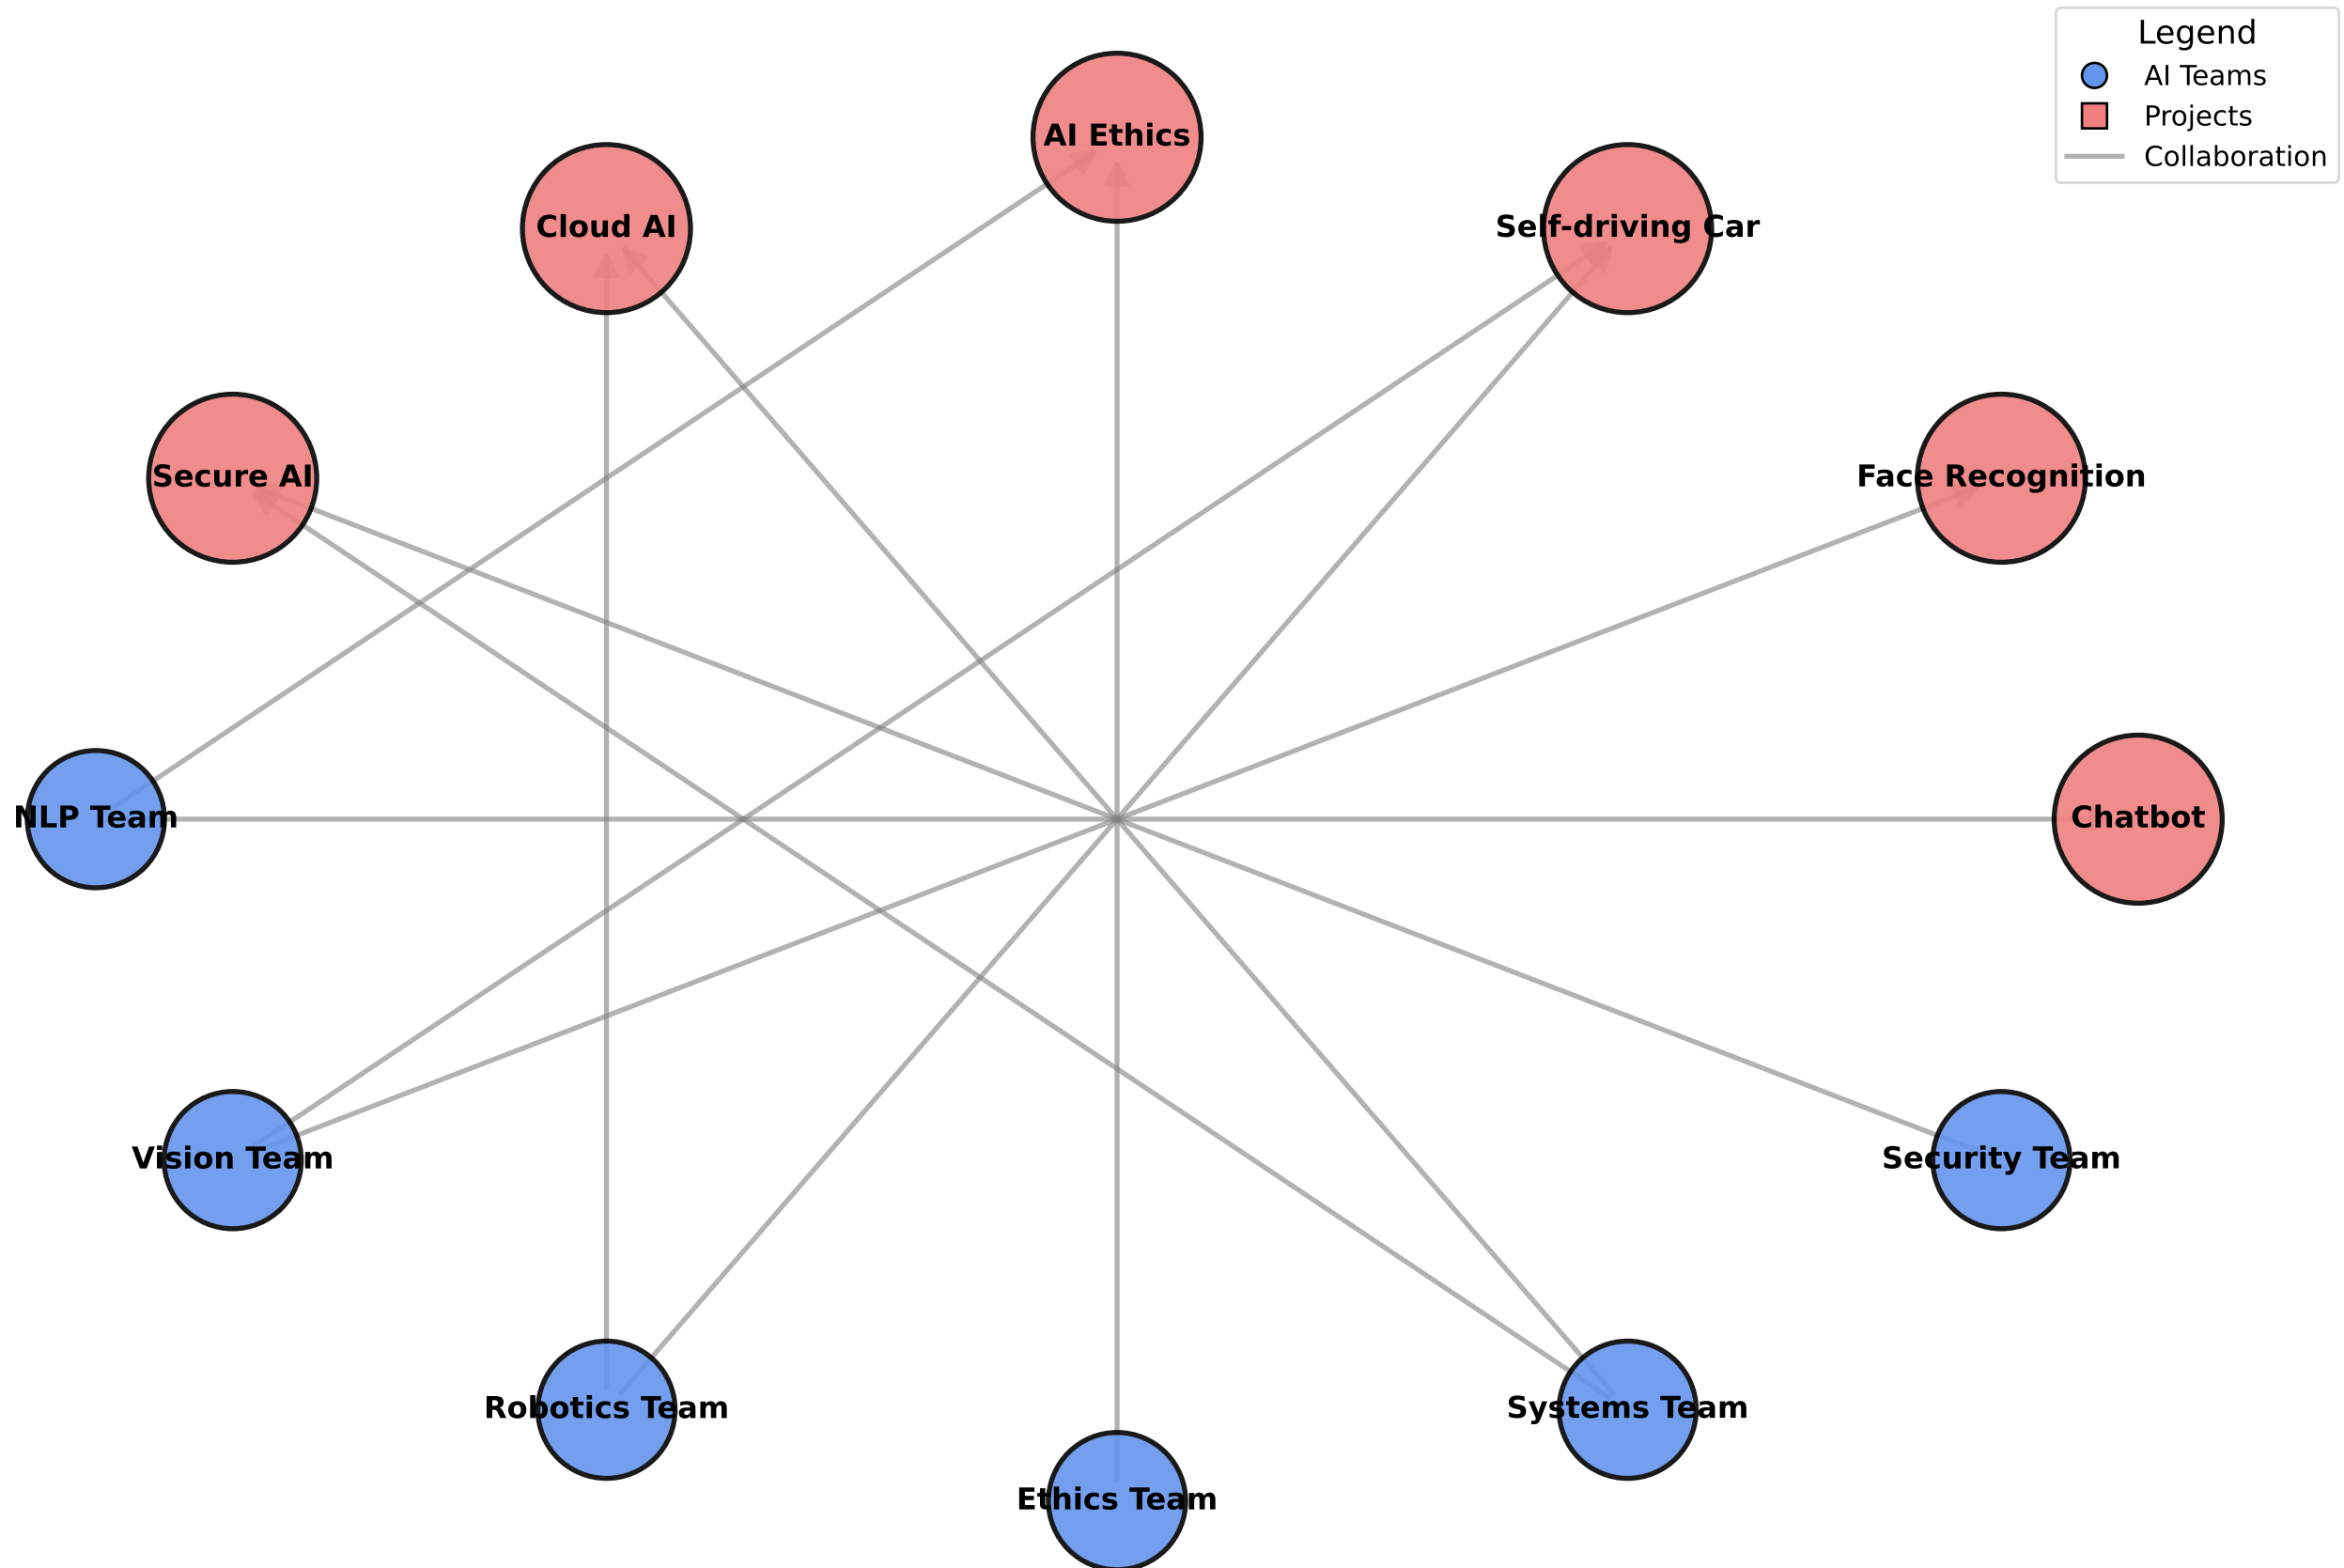 Legend
AI Teams
Projects
Collaboration
AI Ethics
Cloud AI
Self-driving Car
Secure AI
Face Recognition
NLP Team
Chatbot
Vision Team
Security Team
Robotics Team
Systems Team
Ethics Team